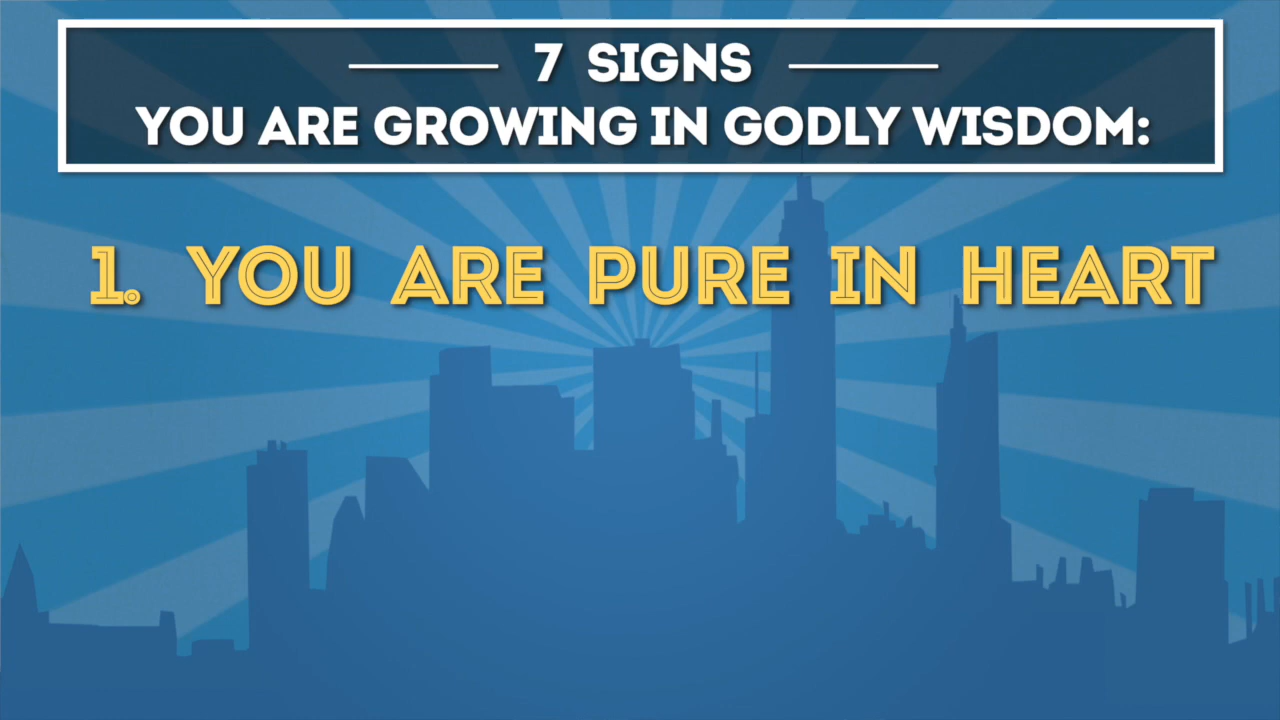 7 SIGNS
YOU ARE GROWING IN GODLY WISDOM:
1. YOU ARE PURE IN HEART